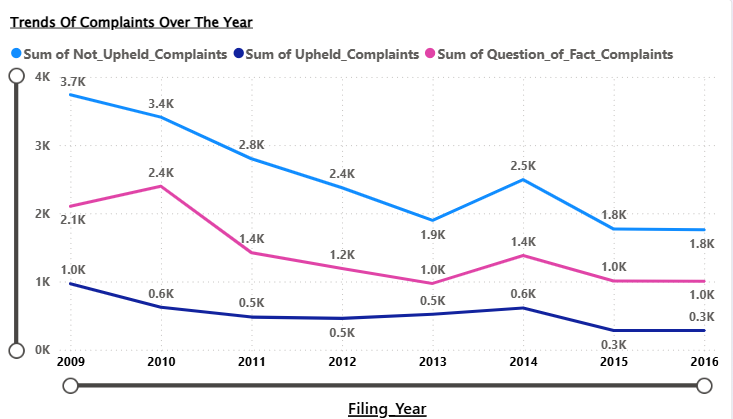 Trends Of Complaints Over The Year
Sum of Not_Upheld_Complaints Sum of Upheld_Complaints Sum of Question_of_Fact_Complaints
4K
3.7K
3.4K
3K
2.8K
2.4K
2.4K
2.5K
2K
2.1K
1.9K
1.8K
1.8K
1.4K
1.2K
1.0K
1.4K
1.0K
1.0K
1K
1.0K
0.6K
0.5K
0.5K
0.5K
0.6K
0.3K
0.3K
0K
2009 2010 2011 2012 2013 2014 2015 2016
Filing_Year